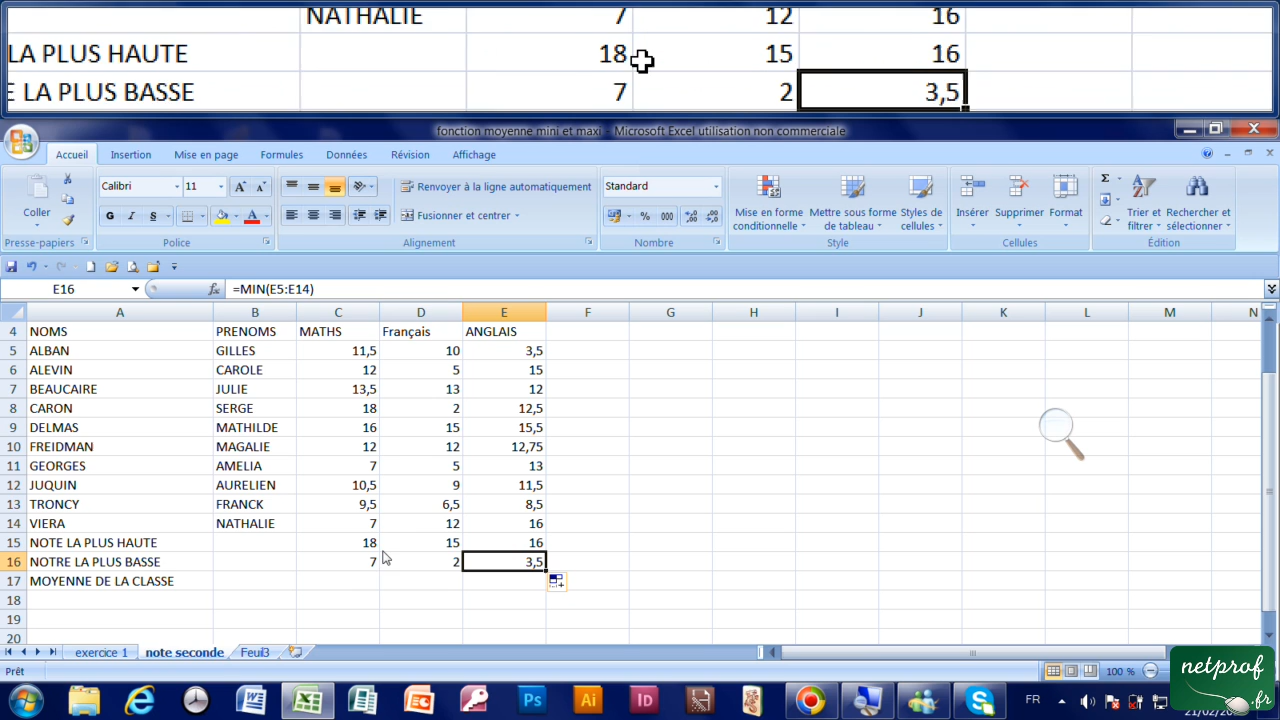 NATHALIE 7 12 16
LA PLUS HAUTE 18 15 16
E LA PLUS BASSE 7 2 3,5
fonction moyenne mini et maxi - Microsoft Excel utilisation non commerciale
Accueil Insertion Mise en page Formules Données Révision Affichage
Coller
Calibri 11
G I S
Renvoyer à la ligne automatiquement
Fusionner et centrer
Standard
% 000
Mise en forme conditionnelle
Mettre sous forme de tableau
Styles de cellules
Insérer Supprimer Format
Σ
Trier et filtrer
Rechercher et sélectionner
Presse-papiers Police Alignement Nombre Style Cellules Édition
E16 fx =MIN(E5:E14)
A B C D E F G H I J K L M N
4 NOMS PRENOMS MATHS Français ANGLAIS
5 ALBAN GILLES 11,5 10 3,5
6 ALEVIN CAROLE 12 5 15
7 BEAUCAIRE JULIE 13,5 13 12
8 CARON SERGE 18 2 12,5
9 DELMAS MATHILDE 16 15 15,5
10 FREIDMAN MAGALIE 12 12 12,75
11 GEORGES AMELIA 7 5 13
12 JUQUIN AURELIEN 10,5 9 11,5
13 TRONCY FRANCK 9,5 6,5 8,5
14 VIERA NATHALIE 7 12 16
15 NOTE LA PLUS HAUTE 18 15 16
16 NOTRE LA PLUS BASSE 7 2 3,5
17 MOYENNE DE LA CLASSE
18
19
20
exercice 1 note seconde Feuil3
Prêt 100 %
netprof.fr
Ps Ai ID FR